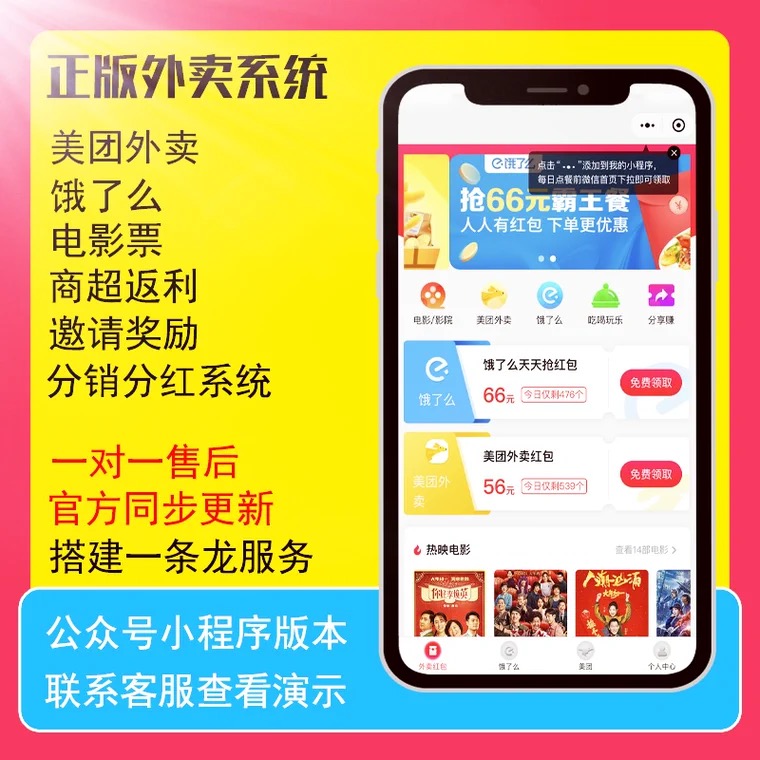 正版外卖系统
美团外卖
饿了么
电影票
商超返利
邀请奖励
分销分红系统
一对一售后
官方同步更新
搭建一条龙服务
公众号小程序版本
联系客服查看演示
饿了么
点击“•●•”添加到我的小程序，
每日点餐前微信首页下拉即可领取
抢66元霸王餐
人人有红包 下单更优惠
电影/影院 美团外卖 饿了么 吃喝玩乐 分享赚
饿了么
饿了么天天抢红包
66元 今日仅剩476个
免费领取
美团外卖
美团外卖红包
56元 今日仅剩539个
免费领取
热映电影 查看14部电影 >
外卖红包 饿了么 美团 个人中心